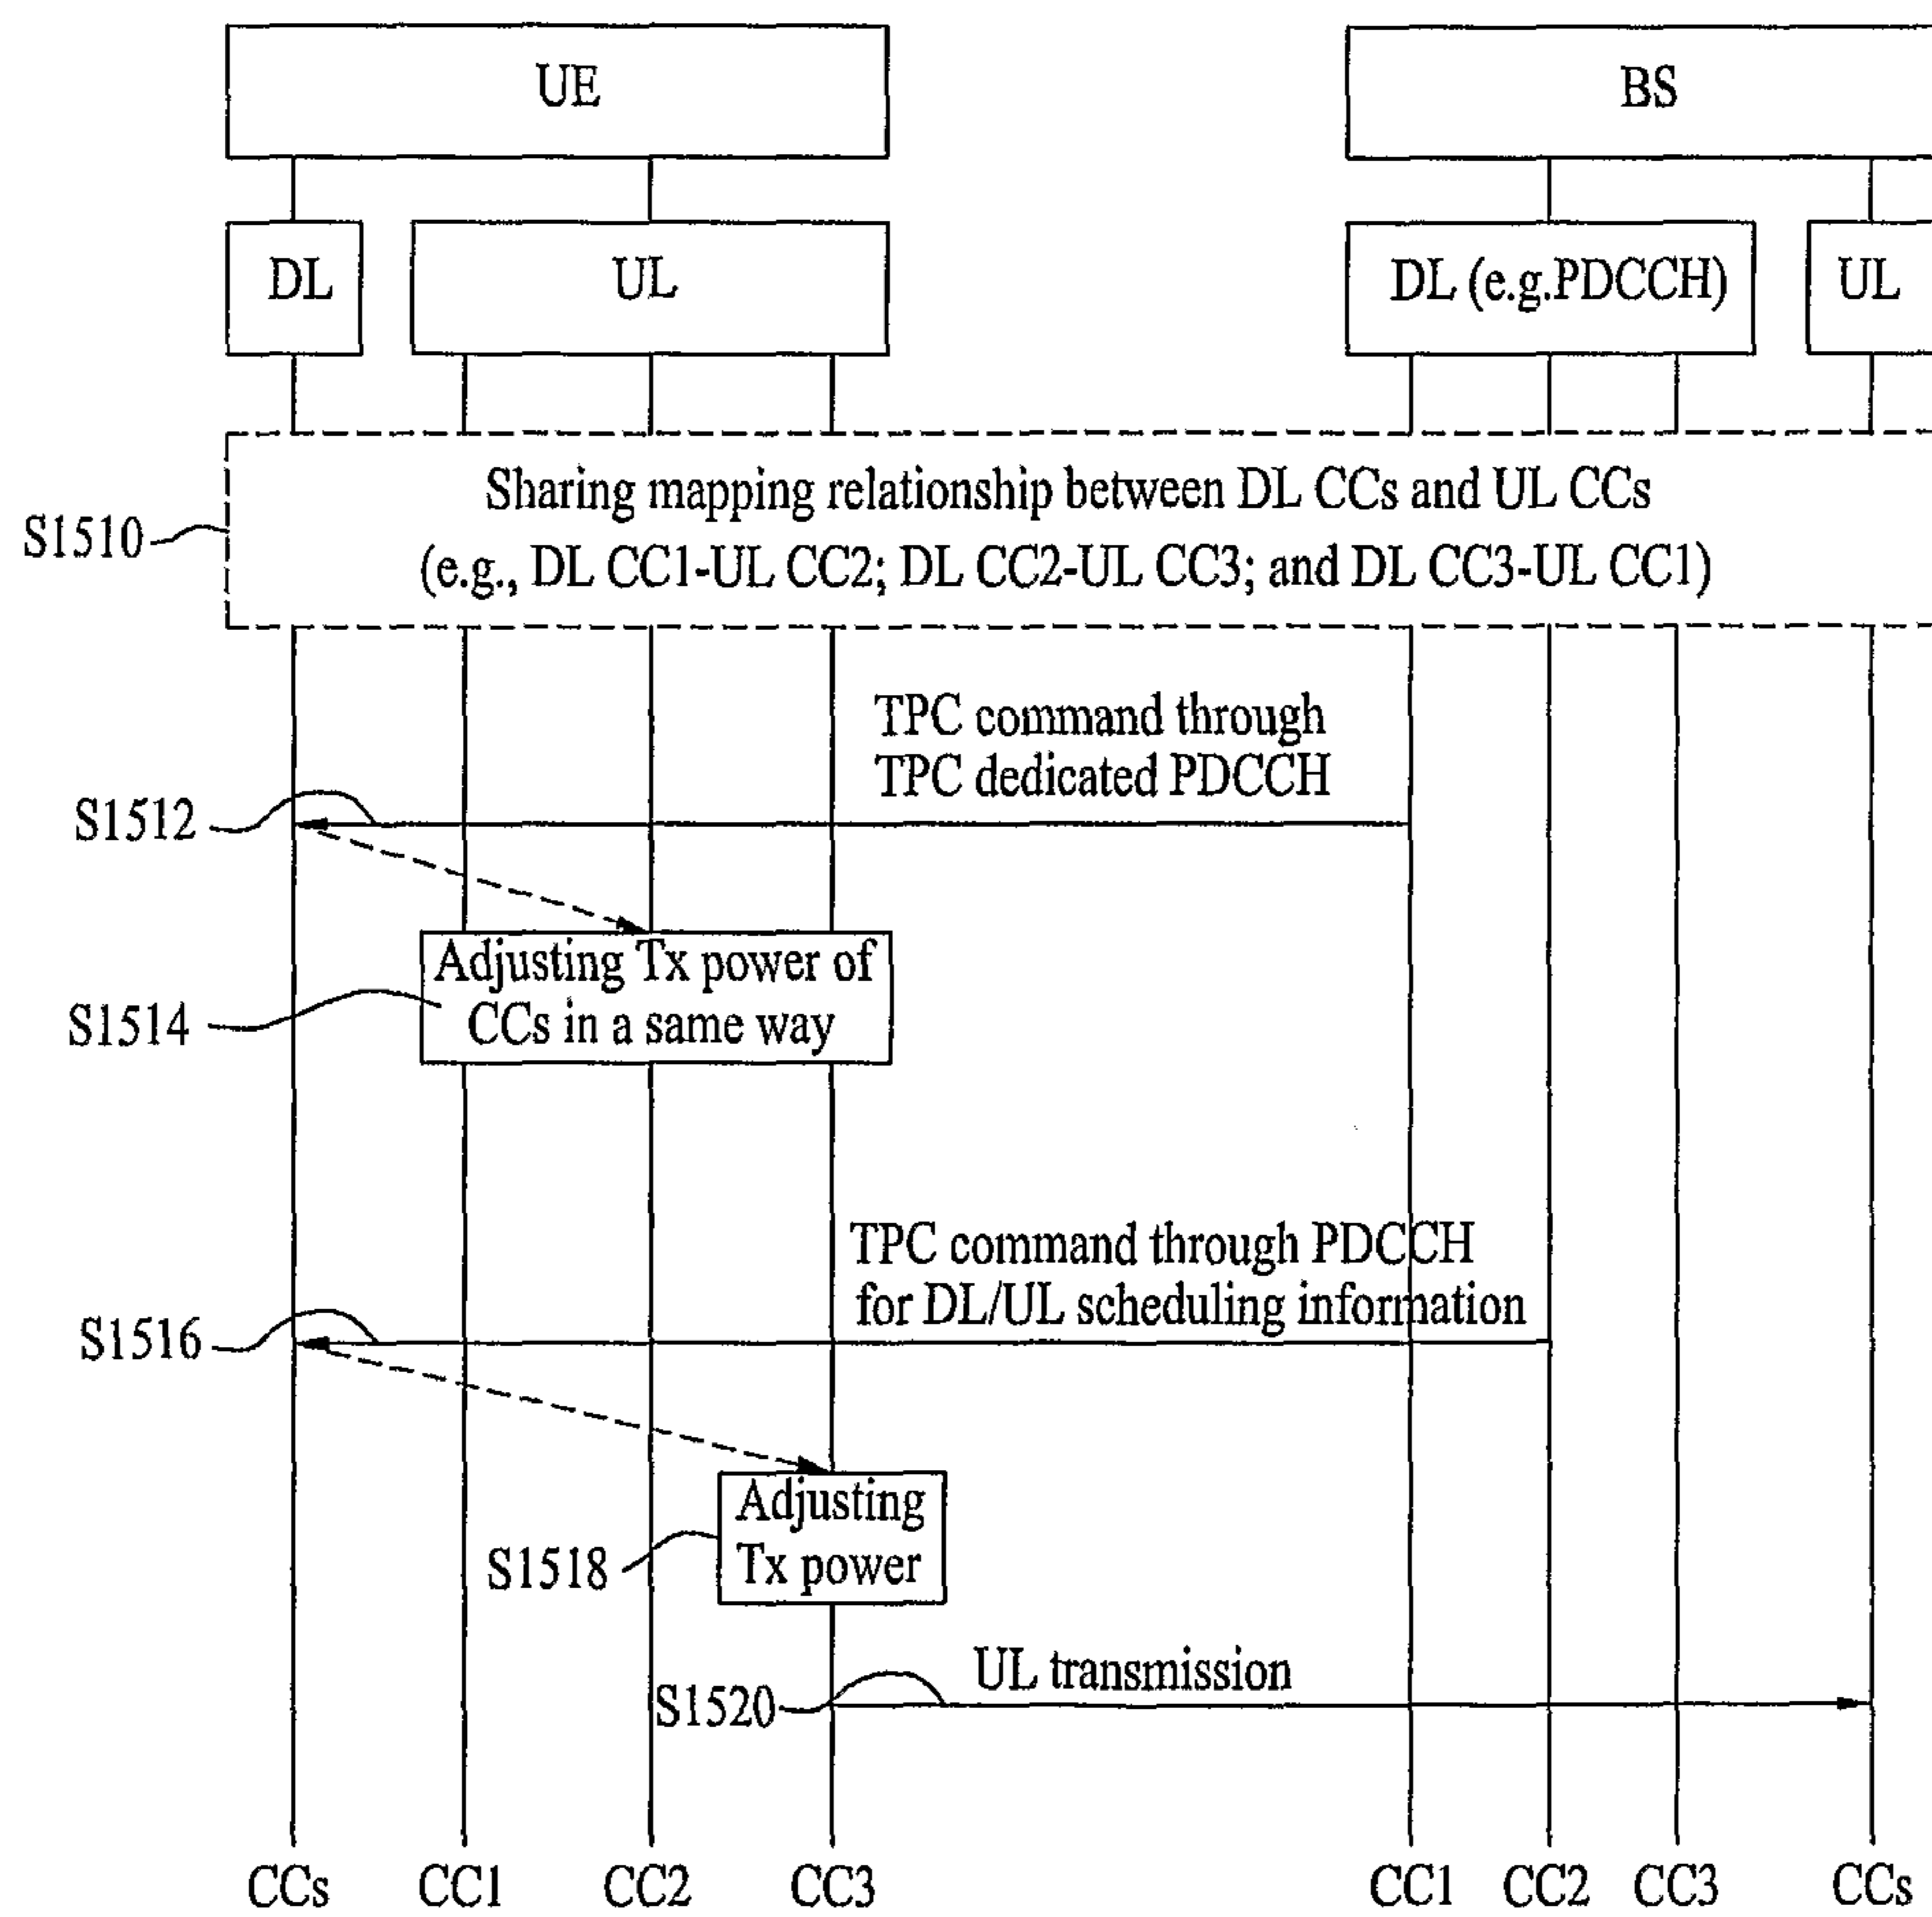 UE
BS
DL
UL
DL (e.g.PDCCH)
UL
Sharing mapping relationship between DL CCs and UL CCs
S1510
(e.g., DL CC1-UL CC2; DL CC2-UL CC3; and DL CC3-UL CC1)
TPC command through
TPC dedicated PDCCH
S1512
Adjusting Tx power of
CCs in a same way
S1514
TPC command through PDCCH
for DL/UL scheduling information
S1516
Adjusting
Tx power
S1518
UL transmission
S1520
CCs
CC1
CC2
CC3
CC1
CC2
CC3
CCs